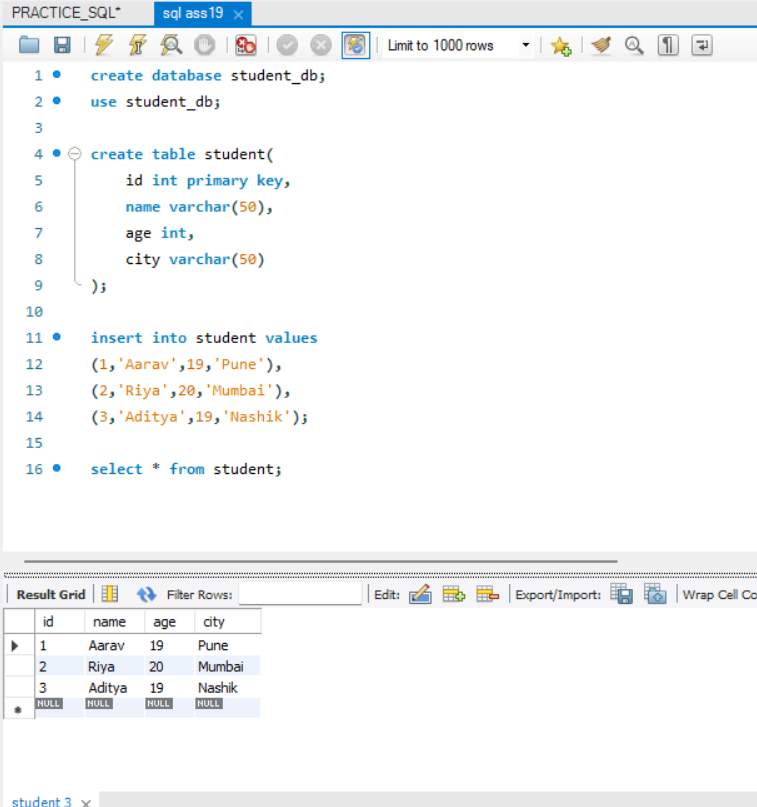 PRACTICE_SQL* sql ass19 ×
Limit to 1000 rows
1 create database student_db;
2 use student_db;
3
4 create table student(
5 id int primary key,
6 name varchar(50),
7 age int,
8 city varchar(50)
9 );
10
11 insert into student values
12 (1,'Aarav',19,'Pune'),
13 (2,'Riya',20,'Mumbai'),
14 (3,'Aditya',19,'Nashik');
15
16 select * from student;
Result Grid Filter Rows: Edit: Export/Import: Wrap Cell Co
id name age city
1 Aarav 19 Pune
2 Riya 20 Mumbai
3 Aditya 19 Nashik
NULL NULL NULL NULL
student 3 ×